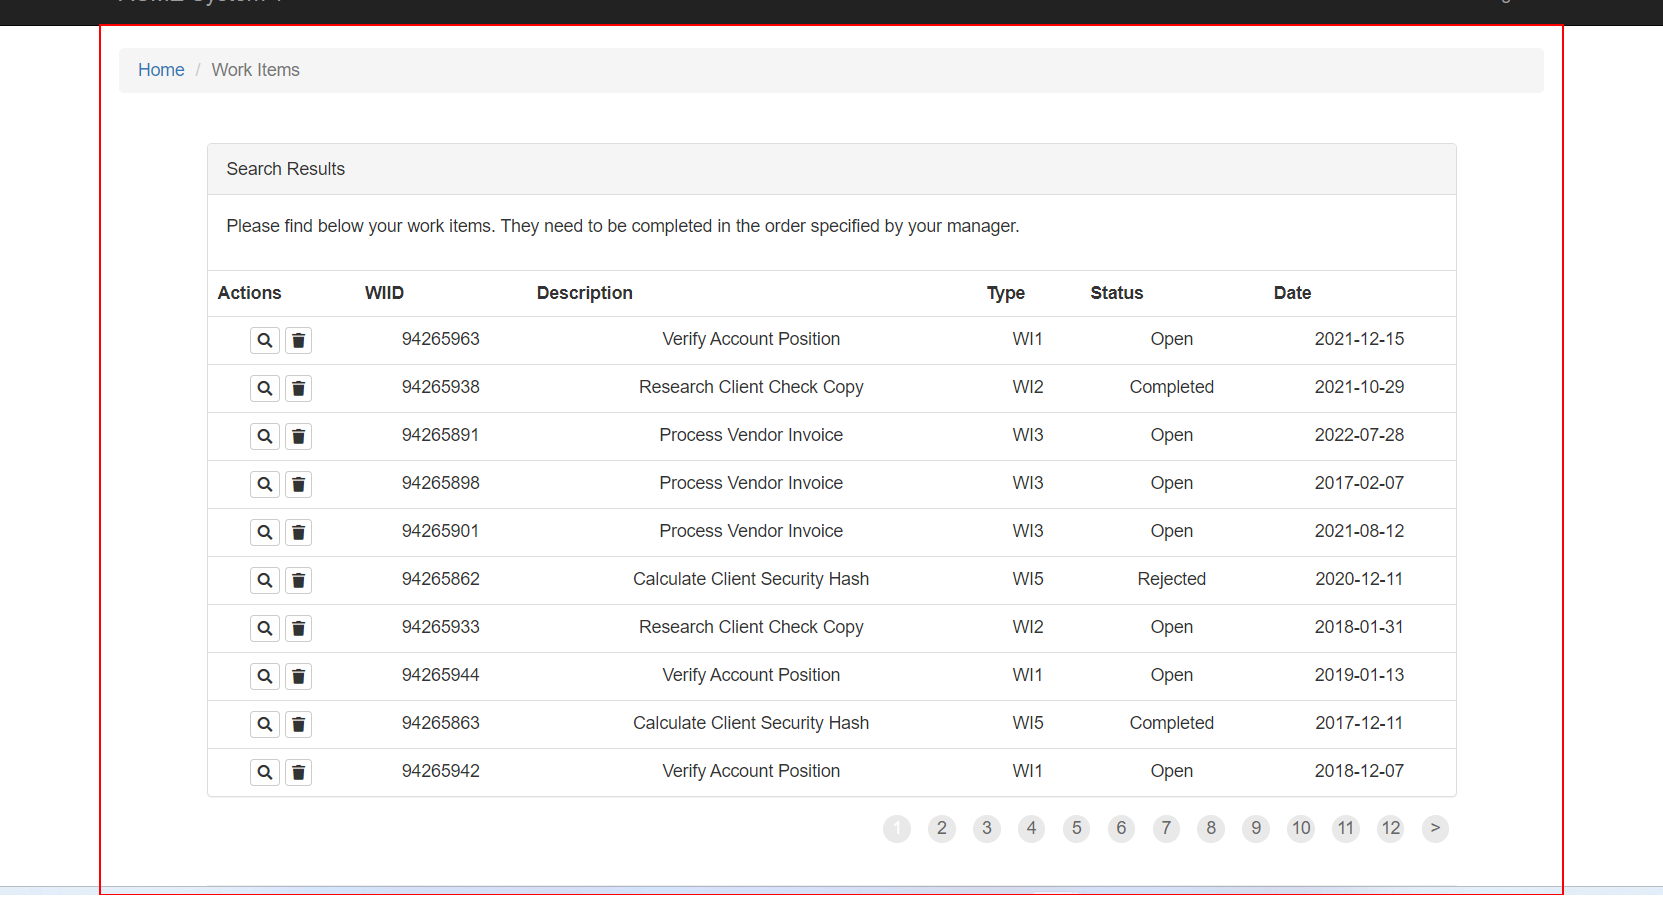 Home / Work Items
Search Results
Please find below your work items. They need to be completed in the order specified by your manager.
Actions WIID Description Type Status Date
94265963 Verify Account Position WI1 Open 2021-12-15
94265938 Research Client Check Copy WI2 Completed 2021-10-29
94265891 Process Vendor Invoice WI3 Open 2022-07-28
94265898 Process Vendor Invoice WI3 Open 2017-02-07
94265901 Process Vendor Invoice WI3 Open 2021-08-12
94265862 Calculate Client Security Hash WI5 Rejected 2020-12-11
94265933 Research Client Check Copy WI2 Open 2018-01-31
94265944 Verify Account Position WI1 Open 2019-01-13
94265863 Calculate Client Security Hash WI5 Completed 2017-12-11
94265942 Verify Account Position WI1 Open 2018-12-07
1 2 3 4 5 6 7 8 9 10 11 12 >